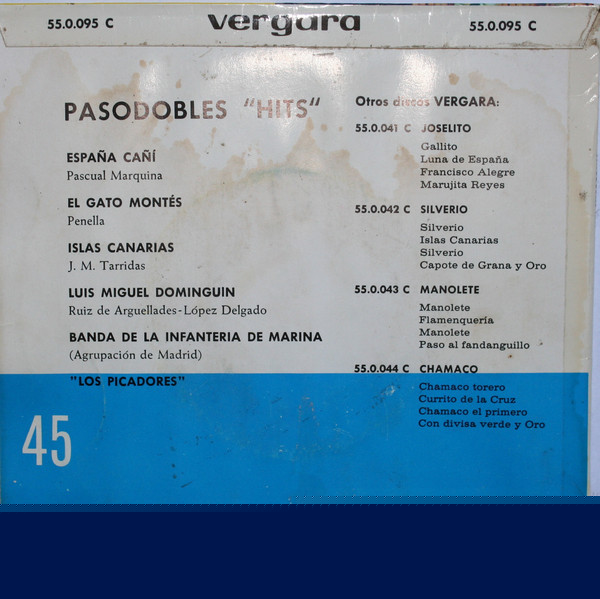 55.0.095 C
vergara
55.0.095 C
PASODOBLES "HITS"
ESPAÑA CAÑÍ
Pascual Marquina
EL GATO MONTÉS
Penella
ISLAS CANARIAS
J. M. Tarridas
LUIS MIGUEL DOMINGUIN
Ruiz de Arguellades-López Delgado
BANDA DE LA INFANTERIA DE MARINA
(Agrupación de Madrid)
"LOS PICADORES"
45
Otros discos VERGARA:
55.0.041 C JOSELITO
Gallito
Luna de España
Francisco Alegre
Marujita Reyes
55.0.042 C SILVERIO
Silverio
Islas Canarias
Silverio
Capote de Grana y Oro
55.0.043 C MANOLETE
Manolete
Flamenquería
Manolete
Paso al fandanguillo
55.0.044 C CHAMACO
Chamaco torero
Currito de la Cruz
Chamaco el primero
Con divisa verde y Oro